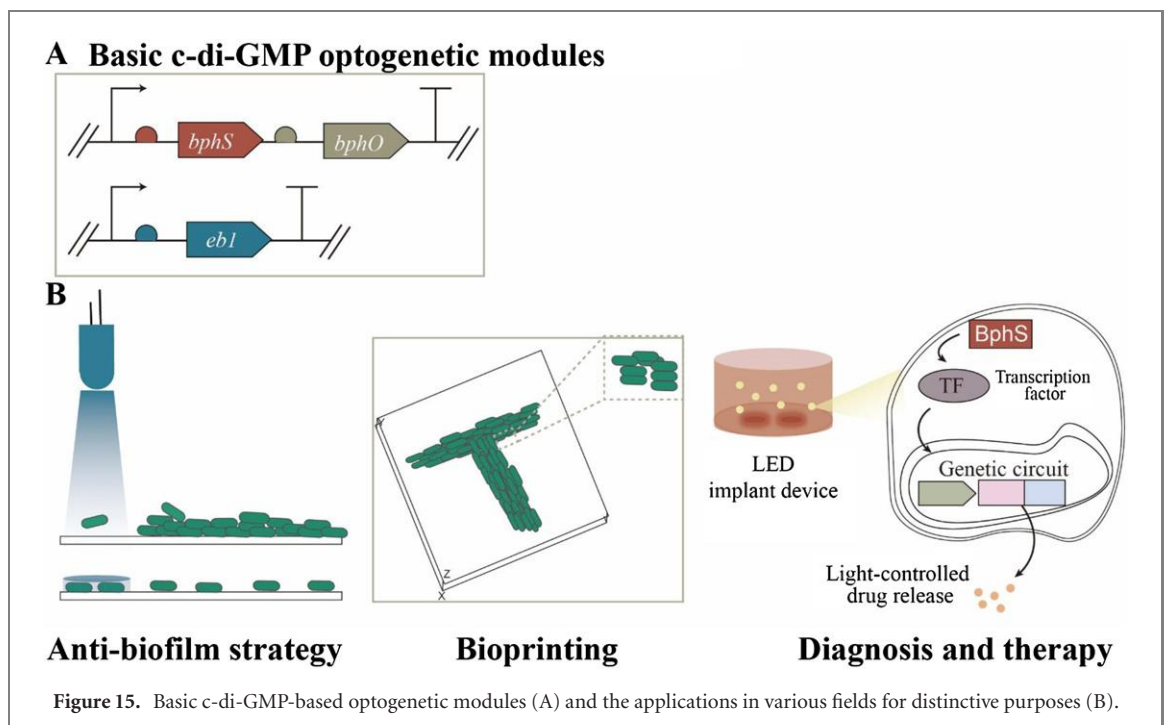 A Basic c-di-GMP optogenetic modules
bphS
bphO
eb1
B
Y
Z
X
LED
implant device
BphS
TF
Transcription
factor
Genetic circuit
Light-controlled
drug release
Anti-biofilm strategy
Bioprinting
Diagnosis and therapy
Figure 15. Basic c-di-GMP-based optogenetic modules (A) and the applications in various fields for distinctive purposes (B).